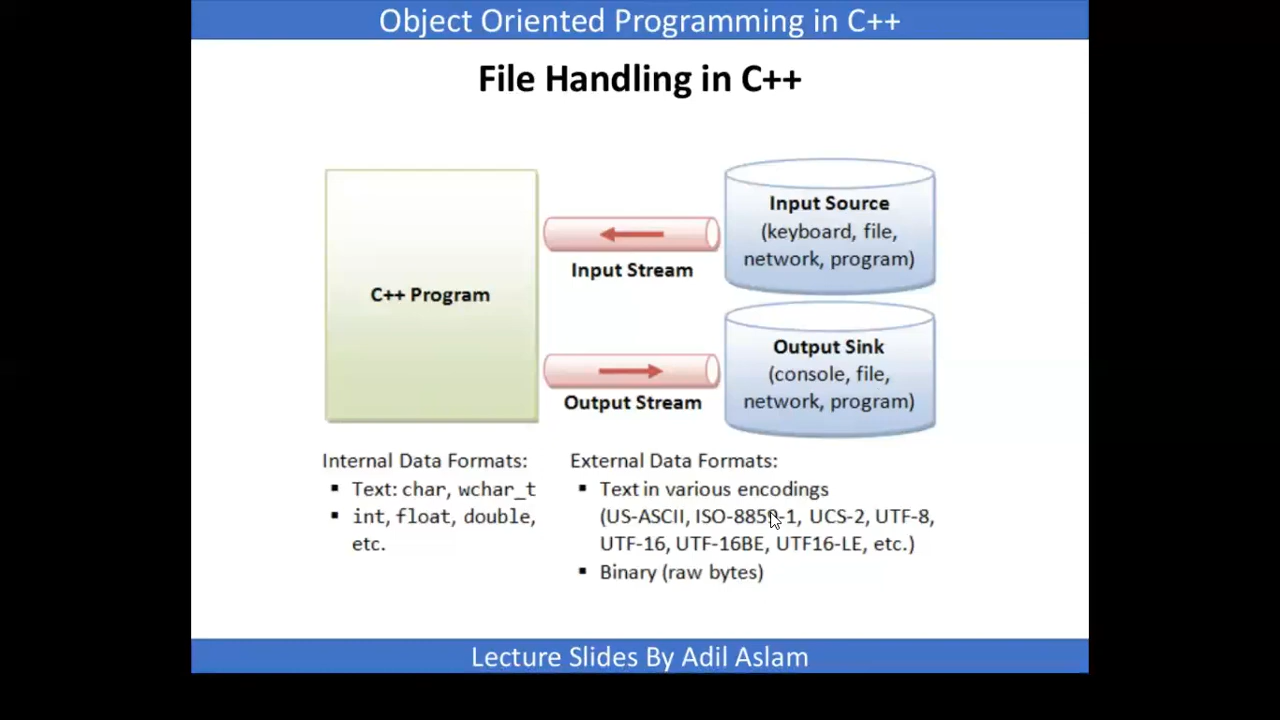 Object Oriented Programming in C++
File Handling in C++
C++ Program
Input Stream
Input Source
(keyboard, file,
network, program)
Output Stream
Output Sink
(console, file,
network, program)
Internal Data Formats:
▪ Text: char, wchar_t
▪ int, float, double,
etc.
External Data Formats:
▪ Text in various encodings
(US-ASCII, ISO-8859-1, UCS-2, UTF-8,
UTF-16, UTF-16BE, UTF16-LE, etc.)
▪ Binary (raw bytes)
Lecture Slides By Adil Aslam